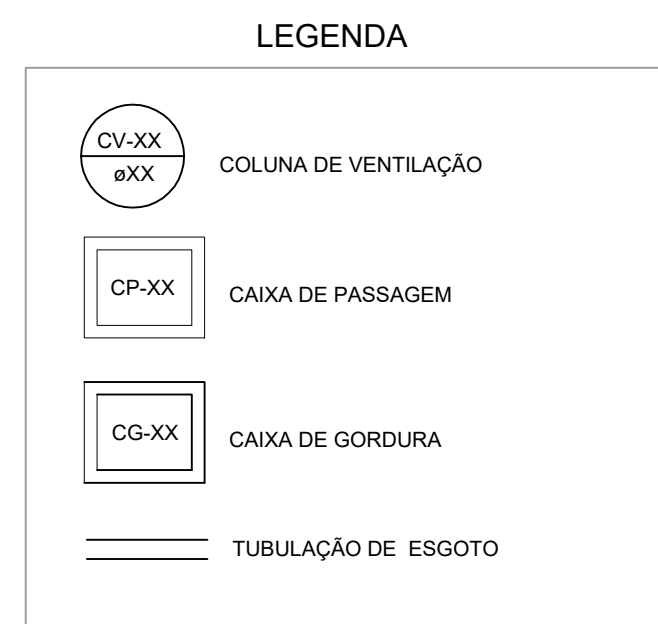 LEGENDA
CV-XX
øXX
COLUNA DE VENTILAÇÃO
CP-XX
CAIXA DE PASSAGEM
CG-XX
CAIXA DE GORDURA
TUBULAÇÃO DE ESGOTO